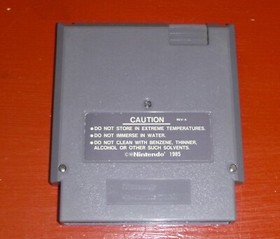 CAUTION REV-A
•DO NOT STORE IN EXTREME TEMPERATURES.
•DO NOT IMMERSE IN WATER.
•DO NOT CLEAN WITH BENZENE, THINNER,
ALCOHOL OR OTHER SUCH SOLVENTS.
©®Nintendo® 1985